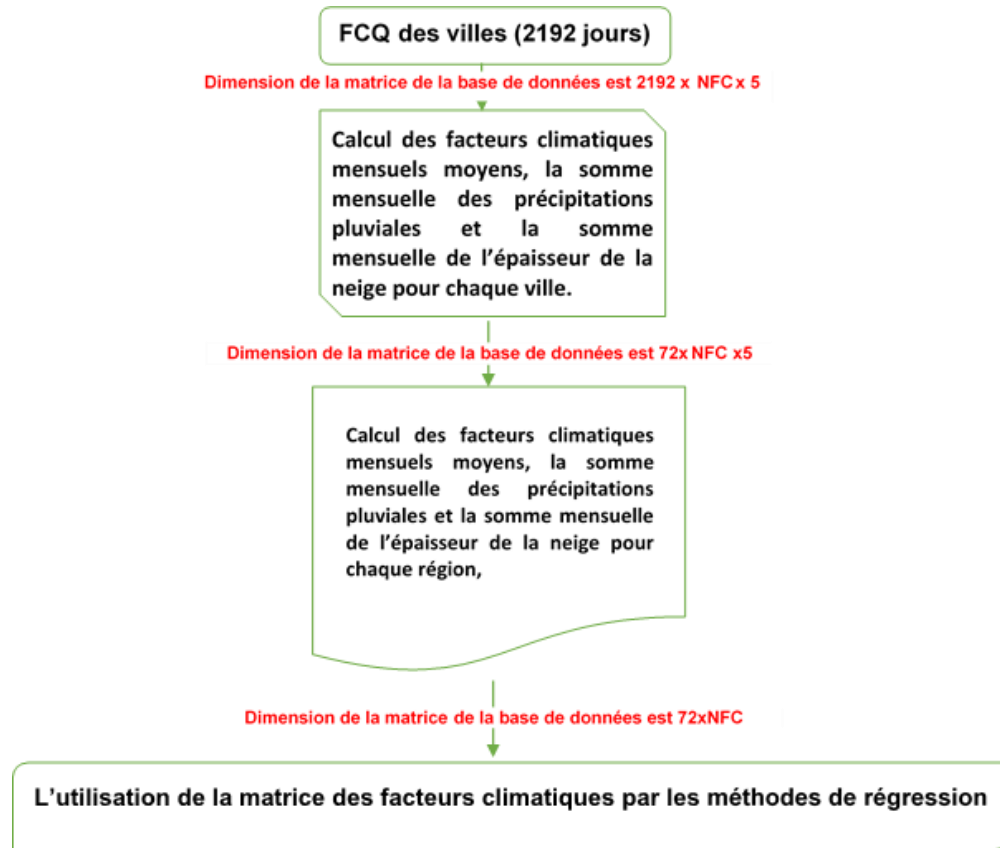 FCQ des villes (2192 jours)
Dimension de la matrice de la base de données est 2192 x NFC x 5
Calcul des facteurs climatiques
mensuels moyens, la somme
mensuelle des précipitations
pluviales et la somme
mensuelle de l'épaisseur de la
neige pour chaque ville.
Dimension de la matrice de la base de données est 72x NFC x5
Calcul des facteurs climatiques
mensuels moyens, la somme
mensuelle des précipitations
pluviales et la somme mensuelle
de l'épaisseur de la neige pour
chaque région,
Dimension de la matrice de la base de données est 72xNFC
L'utilisation de la matrice des facteurs climatiques par les méthodes de régression